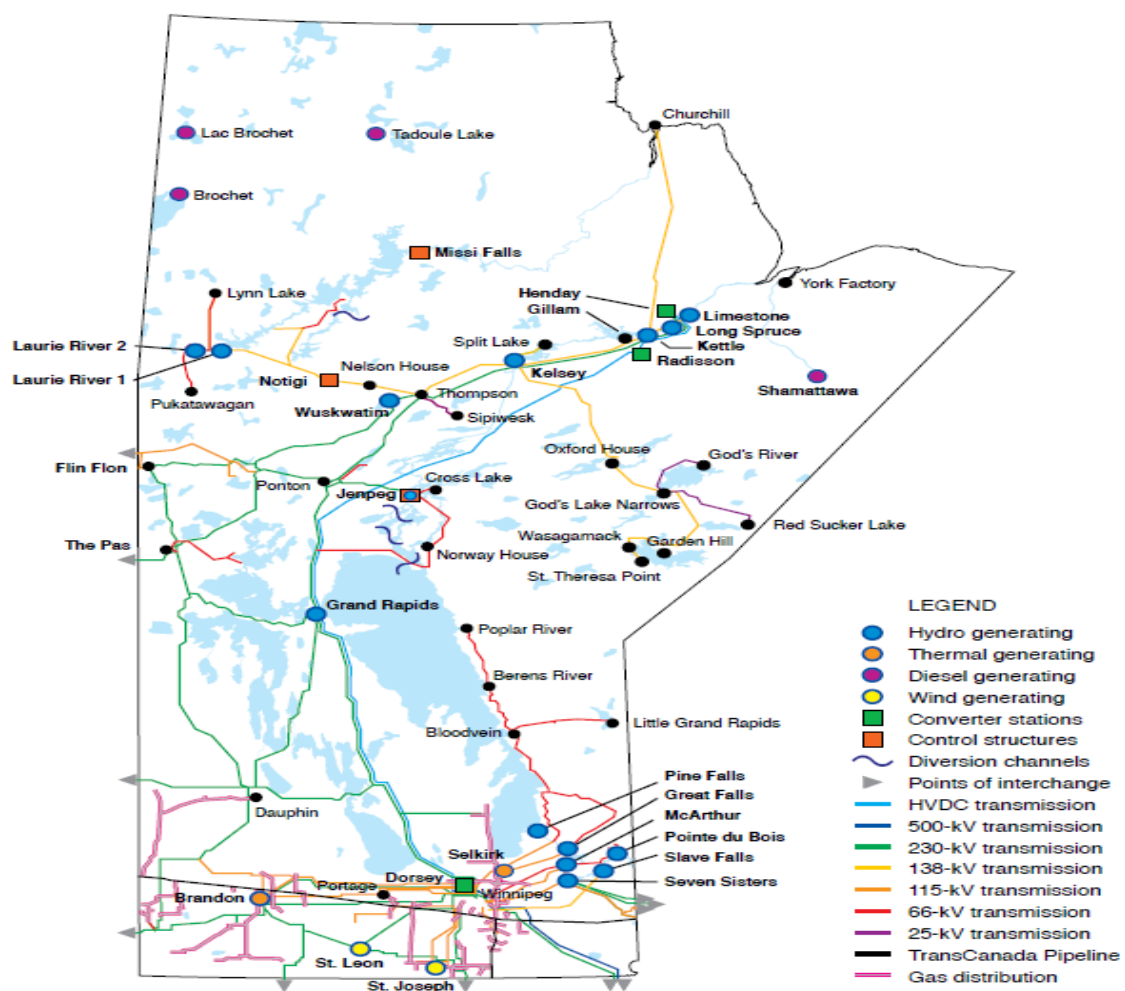 Churchill
Lac Brochet
Tadoule Lake
Brochet
Missi Falls
York Factory
Lynn Lake
Henday
Gillam
Limestone
Long Spruce
Kettle
Radisson
Split Lake
Laurie River 2
Laurie River 1
Nelson House
Notigi
Kelsey
Shamattawa
Pukatawagan
Thompson
Wuskwatim
Sipiwesk
Oxford House
God's River
Flin Flon
Ponton
Cross Lake
Jenpeg
God's Lake Narrows
Red Sucker Lake
Wasagamack
Garden Hill
The Pas
Norway House
St. Theresa Point
Grand Rapids
Poplar River
Berens River
Little Grand Rapids
Bloodvein
Pine Falls
Great Falls
McArthur
Pointe du Bois
Slave Falls
Seven Sisters
Dauphin
Selkirk
Dorsey
Portage
Winnipeg
Brandon
St. Leon
St. Joseph
LEGEND
Hydro generating
Thermal generating
Diesel generating
Wind generating
Converter stations
Control structures
Diversion channels
Points of interchange
HVDC transmission
500-kV transmission
230-kV transmission
138-kV transmission
115-kV transmission
66-kV transmission
25-kV transmission
TransCanada Pipeline
Gas distribution